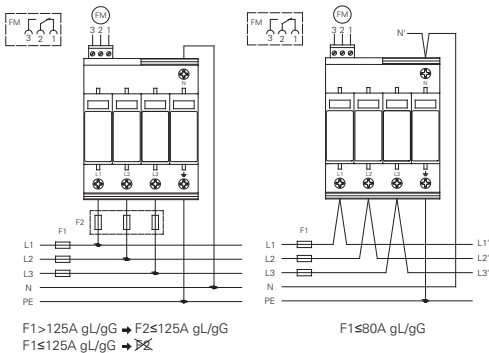 FM
3 2 1
FM
3 2 1
N
L1 L2 L3
F2
F1
L1
L2
L3
N
PE
F1>125A gL/gG ➡ F2≤125A gL/gG
F1≤125A gL/gG ➡ F2
FM
3 2 1
FM
3 2 1
N'
N
L1 L2 L3
F1
L1 L1'
L2 L2'
L3 L3'
N
PE
F1≤80A gL/gG